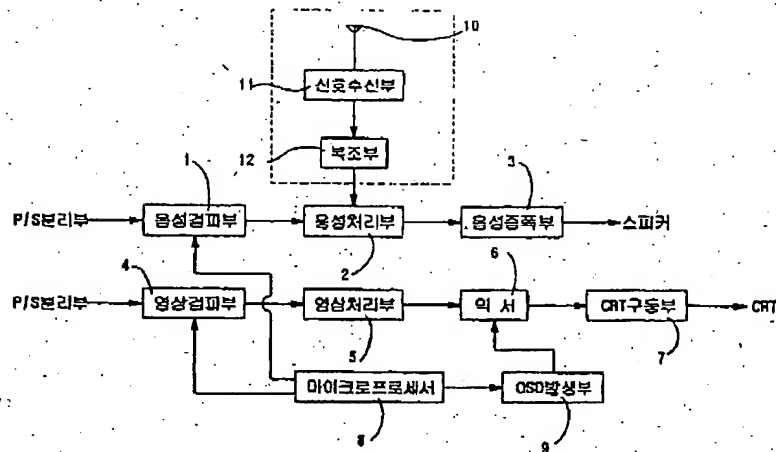 10
11
신호수신부
12
복조부
1
3
P/S분리부
음성검파부
음성처리부
음성증폭부
스피커
2
6
4
P/S분리부
영상검파부
영상처리부
믹 서
CRT구동부
CRT
5
7
마이크로프로세서
OSD발생부
8
9